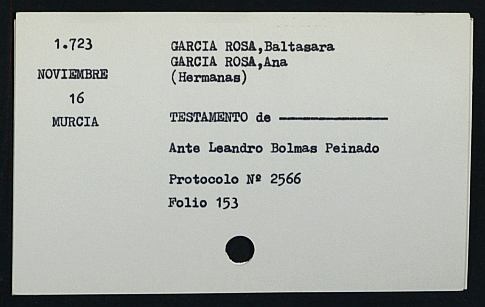 1.723
NOVIEMBRE
16
MURCIA
GARCIA ROSA,Baltasara
GARCIA ROSA,Ana
(Hermanas)
TESTAMENTO de ————————
Ante Leandro Bolmas Peinado
Protocolo Nº 2566
Folio 153